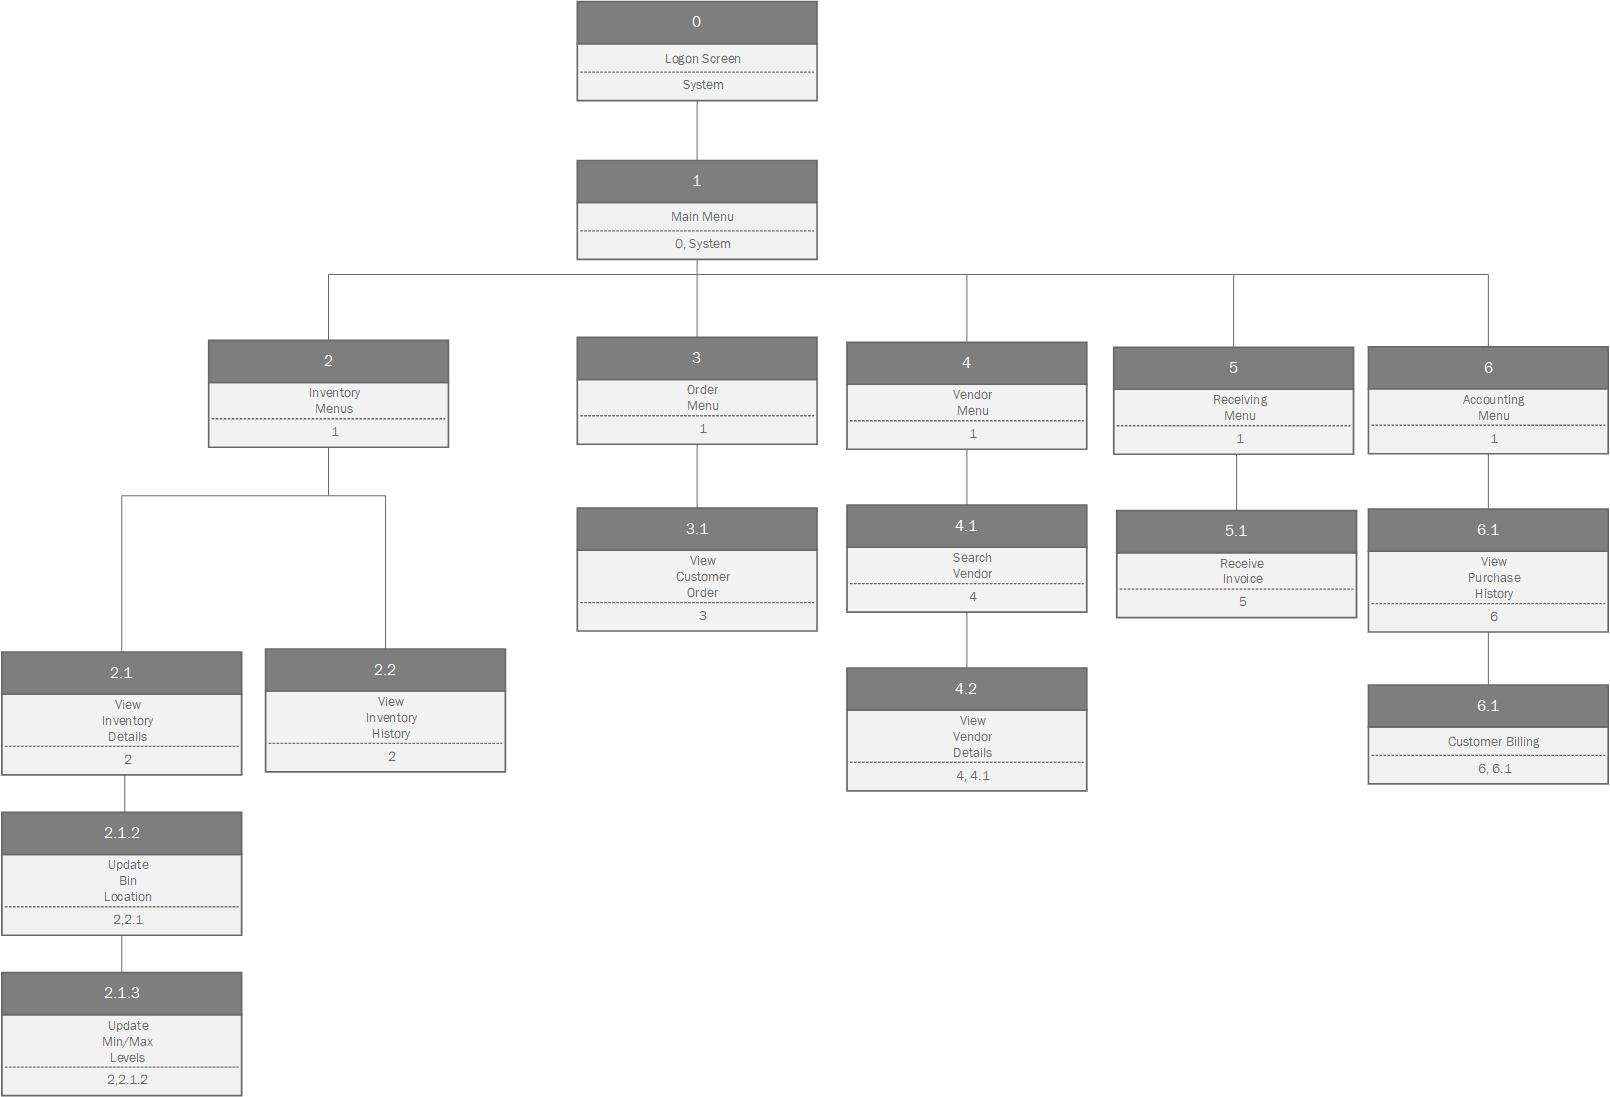 0
Logon Screen
System
1
Main Menu
0, System
2
Inventory
Menus
1
3
Order
Menu
1
4
Vendor
Menu
1
5
Receiving
Menu
1
6
Accounting
Menu
1
3.1
View
Customer
Order
3
4.1
Search
Vendor
4
5.1
Receive
Invoice
5
6.1
View
Purchase
History
6
2.1
View
Inventory
Details
2
2.2
View
Inventory
History
2
4.2
View
Vendor
Details
4, 4.1
6.1
Customer Billing
6, 6.1
2.1.2
Update
Bin
Location
2,2.1
2.1.3
Update
Min/Max
Levels
2,2.1.2